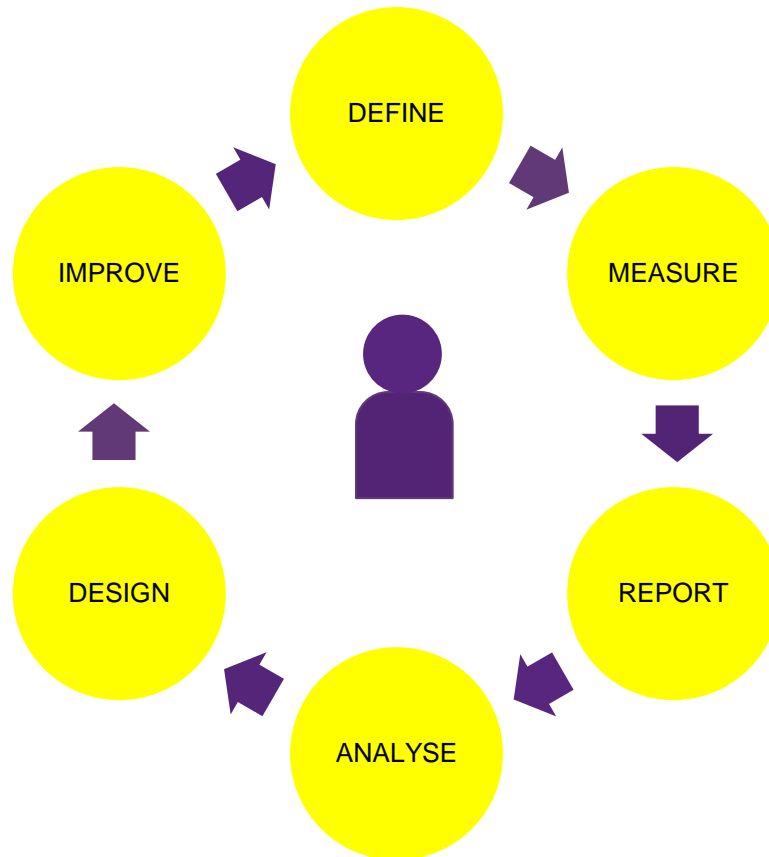 DEFINE
MEASURE
REPORT
ANALYSE
DESIGN
IMPROVE